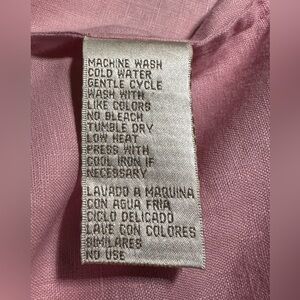 MACHINE WASH
COLD WATER
GENTLE CYCLE
WASH WITH
LIKE COLORS
NO BLEACH
TUMBLE DRY
LOW HEAT
PRESS WITH
COOL IRON IF
NECESSARY
LAVADO A MAQUINA
CON AGUA FRIA
CICLO DELICADO
LAVE CON COLORES
SIMILARES
NO USE